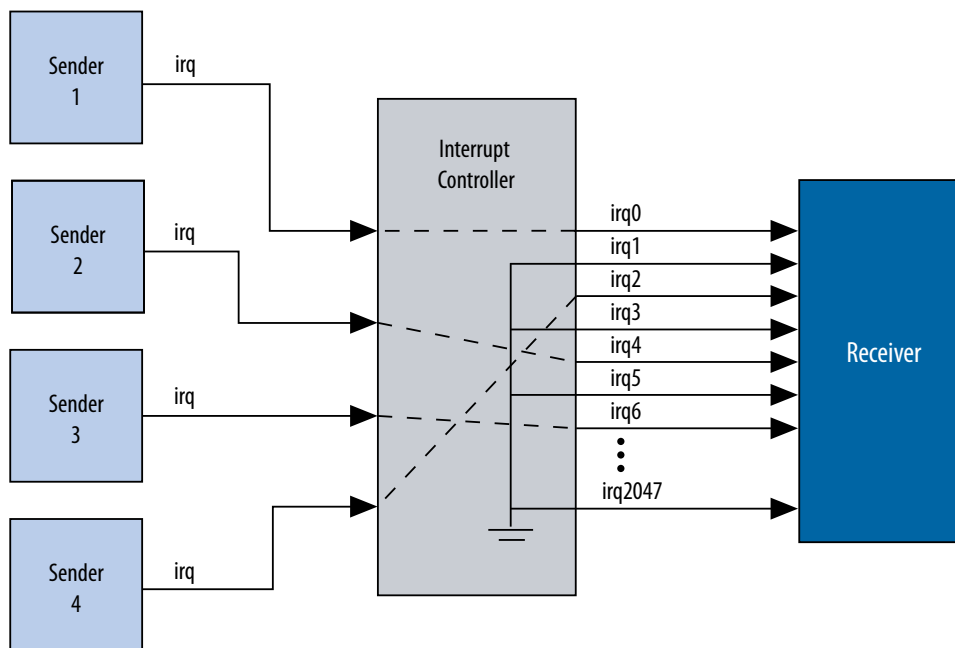 Sender
1
irq
Sender
2
irq
Sender
3
irq
Sender
4
irq
Interrupt
Controller
irq0
irq1
irq2
irq3
irq4
irq5
irq6
irq2047
Receiver